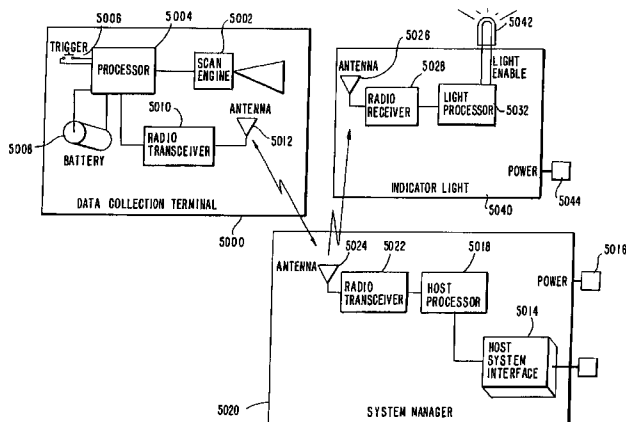 5006
5004
5002
TRIGGER
PROCESSOR
SCAN
ENGINE
5010
ANTENNA
5008
BATTERY
RADIO
TRANSCEIVER
5012
DATA COLLECTION TERMINAL
5000
5042
5026
ANTENNA
5028
LIGHT
ENABLE
RADIO
RECEIVER
LIGHT
PROCESSOR
5032
POWER
INDICATOR LIGHT
5040
5044
5024
5022
5018
5016
ANTENNA
RADIO
TRANSCEIVER
HOST
PROCESSOR
POWER
5014
HOST
SYSTEM
INTERFACE
5020
SYSTEM MANAGER